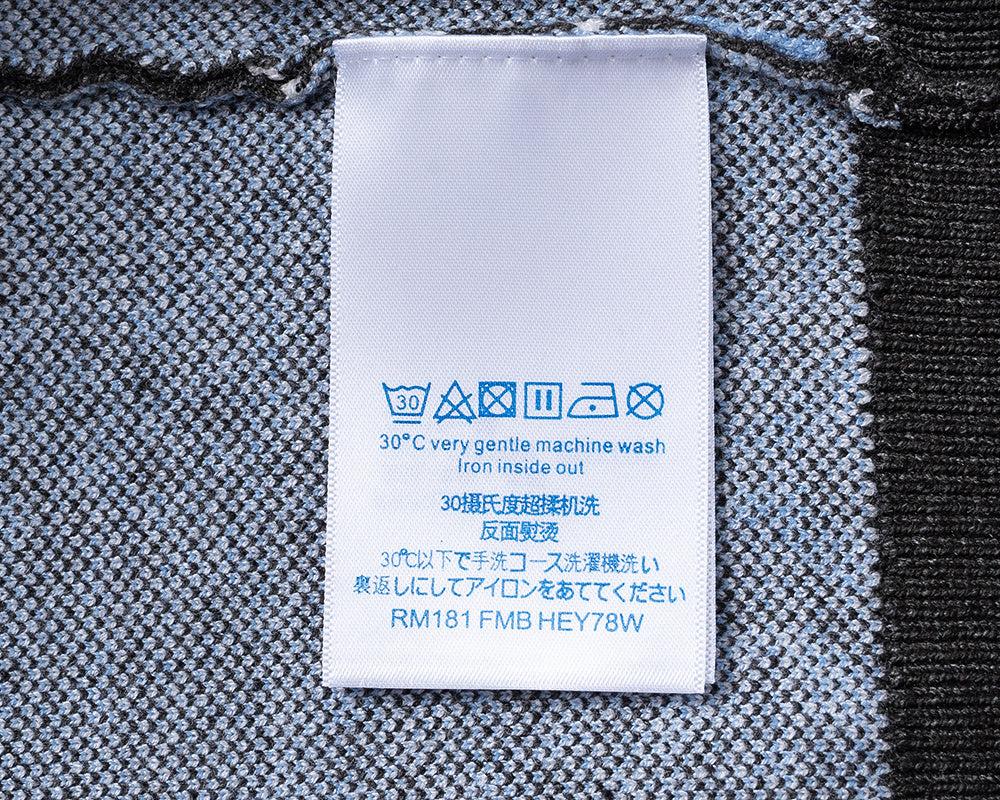 30
30°C very gentle machine wash
Iron inside out
30摄氏度超揉机洗
反面熨烫
30℃以下で手洗コース洗濯機洗い
裏返しにしてアイロンをあててください
RM181 FMB HEY78W